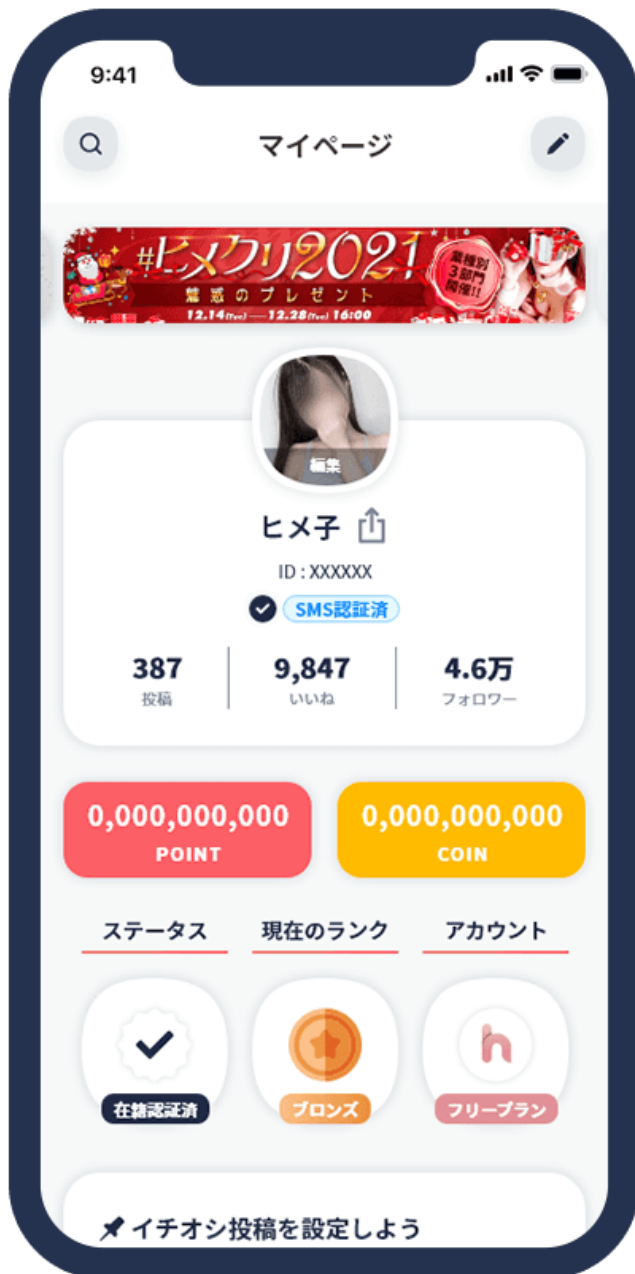 9:41
マイページ
#ヒメクリ2021
魅惑のプレゼント
12.14(Tue)—12.28(Tue) 16:00
業種別
3部門
開催!!
編集
ヒメ子
ID : XXXXXX
SMS認証済
387
投稿
9,847
いいね
4.6万
フォロワー
0,000,000,000
POINT
0,000,000,000
COIN
ステータス
現在のランク
アカウント
在籍認証済
ブロンズ
h
フリープラン
イチオシ投稿を設定しよう